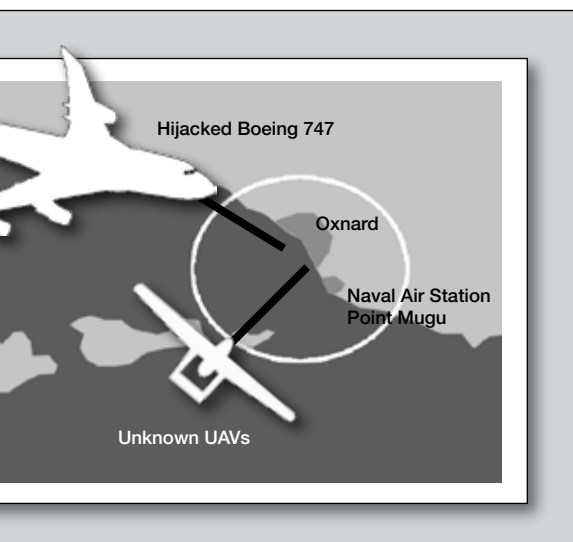 Hijacked Boeing 747
Oxnard
Naval Air Station
Point Mugu
Unknown UAVs